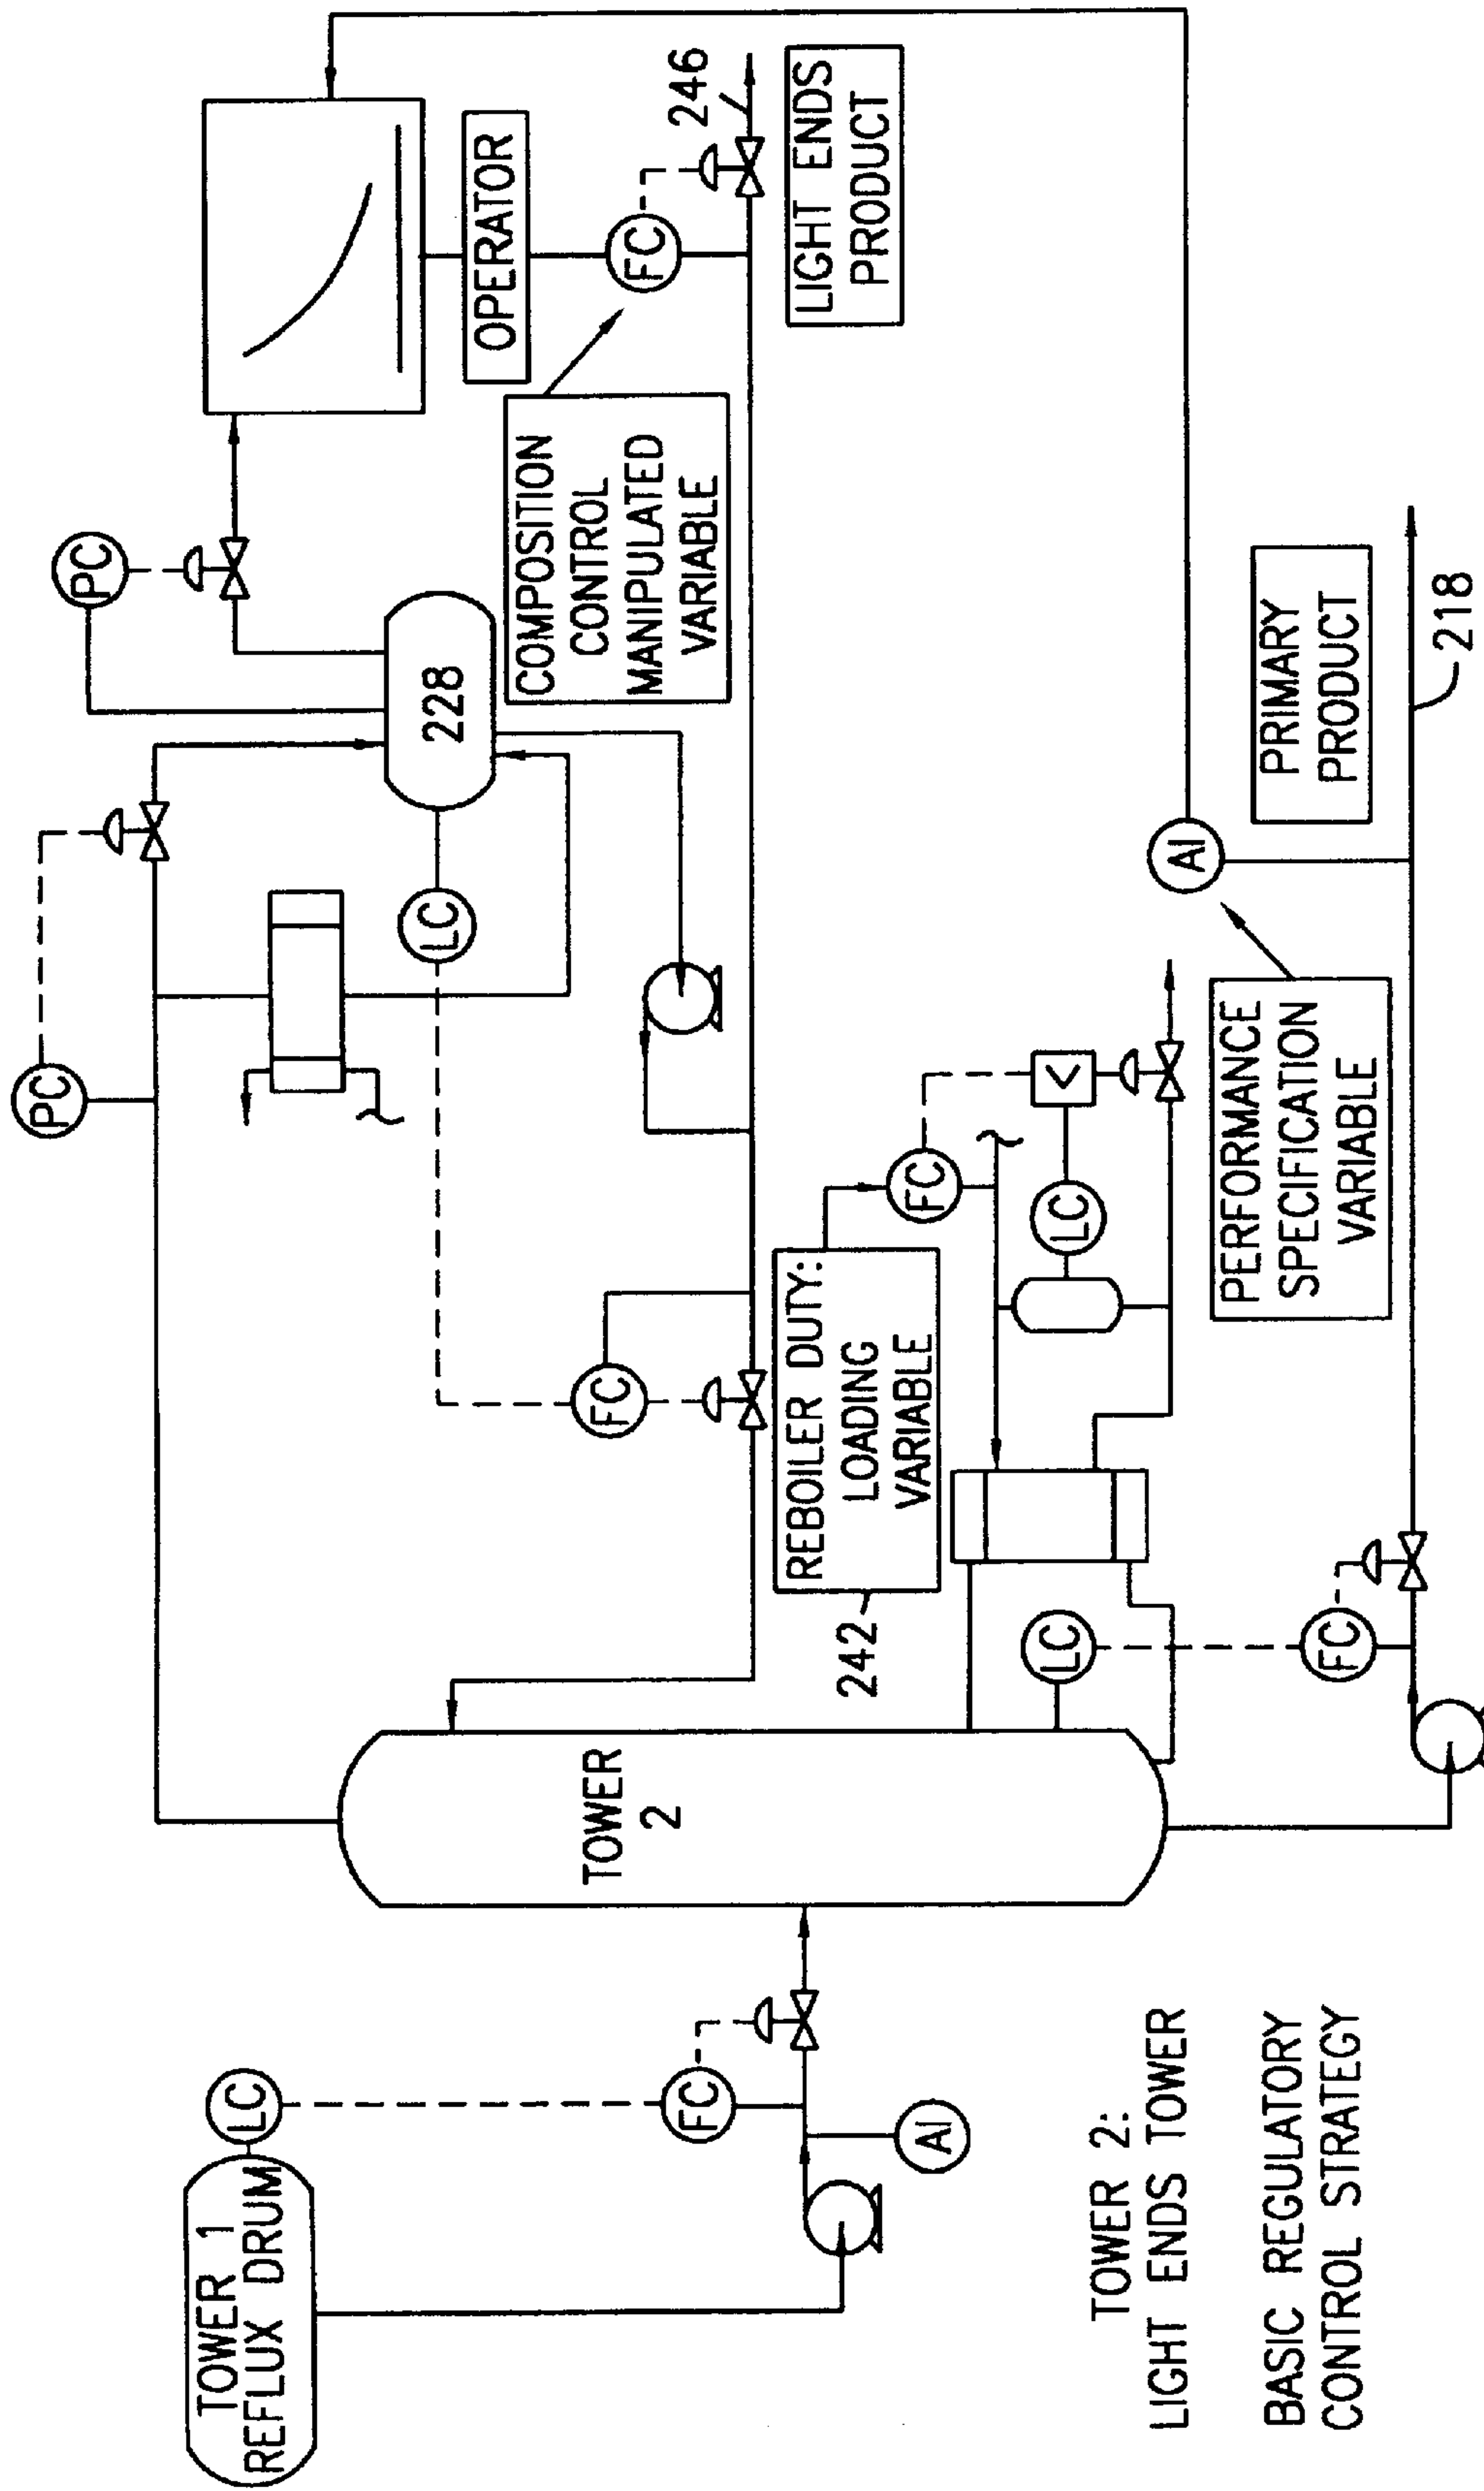 TOWER 1
REFLUX DRUM
LC
FC
AI
TOWER 2:
LIGHT ENDS TOWER
BASIC REGULATORY
CONTROL STRATEGY
TOWER
2
PC
PC
LC
228
FC
OPERATOR
COMPOSITION
CONTROL
MANIPULATED
VARIABLE
FC
246
LIGHT ENDS
PRODUCT
REBOILER DUTY:
LOADING
VARIABLE
242
FC
<
LC
LC
FC
AI
PERFORMANCE
SPECIFICATION
VARIABLE
PRIMARY
PRODUCT
218